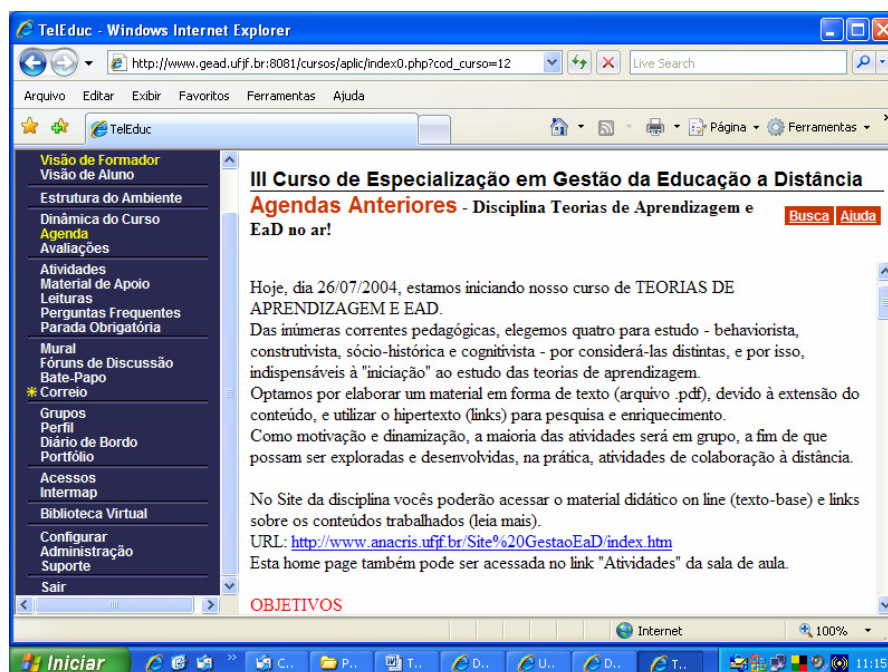 TelEduc - Windows Internet Explorer
http://www.gead.ufjf.br:8081/cursos/aplic/index0.php?cod_curso=12
Live Search
Arquivo Editar Exibir Favoritos Ferramentas Ajuda
TelEduc
Página Ferramentas
Visão de Formador
Visão de Aluno
Estrutura do Ambiente
Dinâmica do Curso
Agenda
Avaliações
Atividades
Material de Apoio
Leituras
Perguntas Frequentes
Parada Obrigatória
Mural
Fóruns de Discussão
Bate-Papo
Correio
Grupos
Perfil
Diário de Bordo
Portfólio
Acessos
Intermap
Biblioteca Virtual
Configurar
Administração
Suporte
Sair
III Curso de Especialização em Gestão da Educação a Distância
Agendas Anteriores - Disciplina Teorias de Aprendizagem e
EaD no ar!
Busca Ajuda
Hoje, dia 26/07/2004, estamos iniciando nosso curso de TEORIAS DE
APRENDIZAGEM E EAD.
Das inúmeras correntes pedagógicas, elegemos quatro para estudo - behaviorista,
construtivista, sócio-histórica e cognitivista - por considerá-las distintas, e por isso,
indispensáveis à "iniciação" ao estudo das teorias de aprendizagem.
Optamos por elaborar um material em forma de texto (arquivo .pdf), devido à extensão do
conteúdo, e utilizar o hipertexto (links) para pesquisa e enriquecimento.
Como motivação e dinamização, a maioria das atividades será em grupo, a fim de que
possam ser exploradas e desenvolvidas, na prática, atividades de colaboração à distância.
No Site da disciplina vocês poderão acessar o material didático on line (texto-base) e links
sobre os conteúdos trabalhados (leia mais).
URL: http://www.anacris.ufjf.br/Site%20GestaoEaD/index.htm
Esta home page também pode ser acessada no link "Atividades" da sala de aula.
OBJETIVOS
Internet 100%
Iniciar C.. P.. T.. D.. U.. D.. T.. 11:15